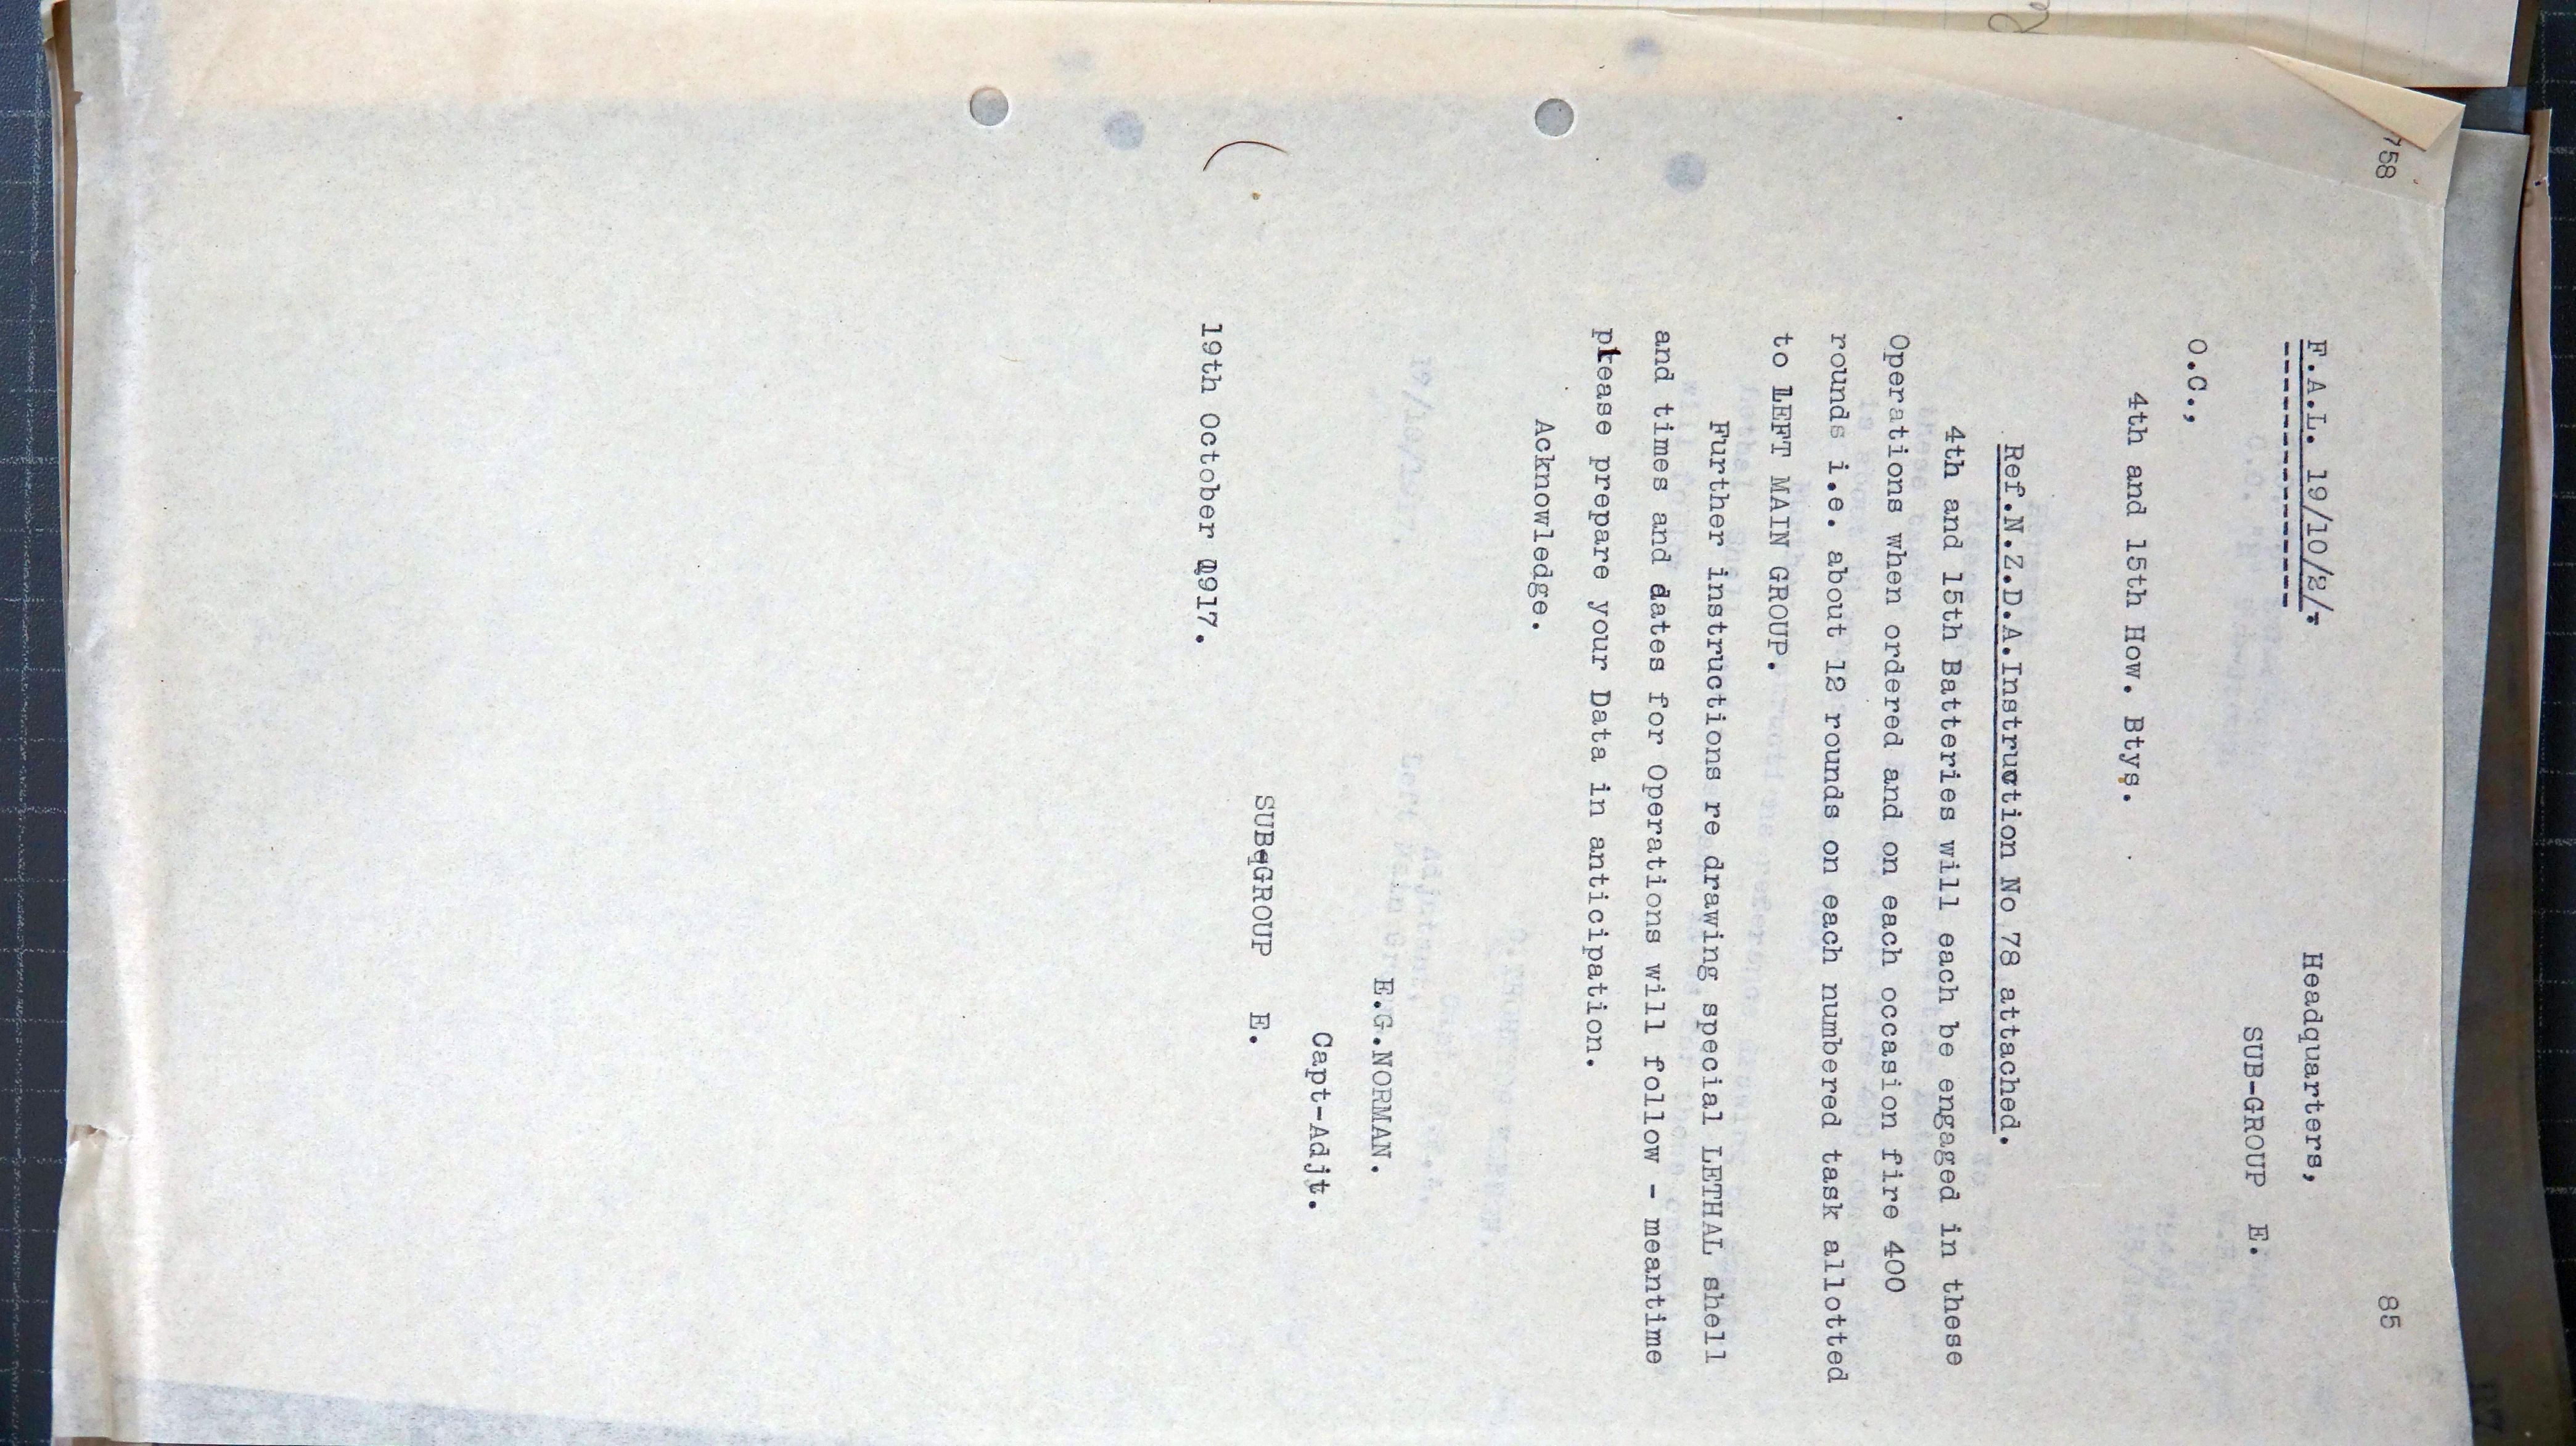 758
85
F.A.L. 19/10/2/-
Headquarters,
--------------
SUB-GROUP E.
O.C.,
4th and 15th How. Btys.
Ref.N.Z.D.A.Instruction No 78 attached.
4th and 15th Batteries will each be engaged in these
Operations when ordered and on each occasion fire 400
rounds i.e. about 12 rounds on each numbered task allotted
to LEFT MAIN GROUP.
Further instructions re drawing special LETHAL shell
and times and dates for Operations will follow - meantime
please prepare your Data in anticipation.
Acknowledge.
E.G.NORMAN.
Capt-Adjt.
SUB-GROUP E.
19th October 1917.